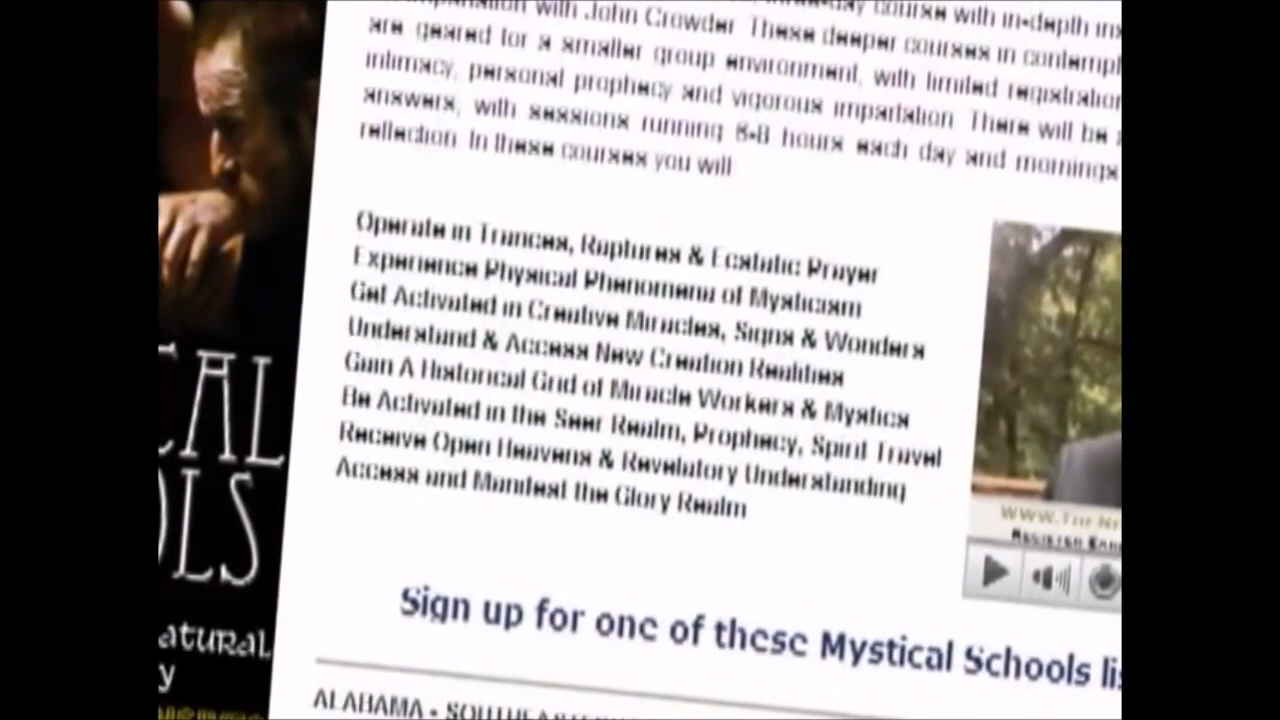 with John Crowder. These deeper courses in
are geared for a smaller group environment, with limited registration
intimacy, personal prophecy and vigorous impartation. There will be
answers, with sessions running 6-8 hours each day and mornings
reflection. In these courses you will
Operate in Trances, Raptures & Ecstatic Prayer
Experience Physical Phenomena of Mysticism
Get Activated in Creative Miracles, Signs & Wonders
Understand & Access New Creation Realities
Gain A Historical Grid of Miracle Workers & Mystics
Be Activated in the Seer Realm, Prophecy, Spirit Travel
Receive Open Heavens & Revelatory Understanding
Access and Manifest the Glory Realm
Sign up for one of these Mystical Schools
ALABAMA -
CAL
OLS
atural
y
WWW.THE